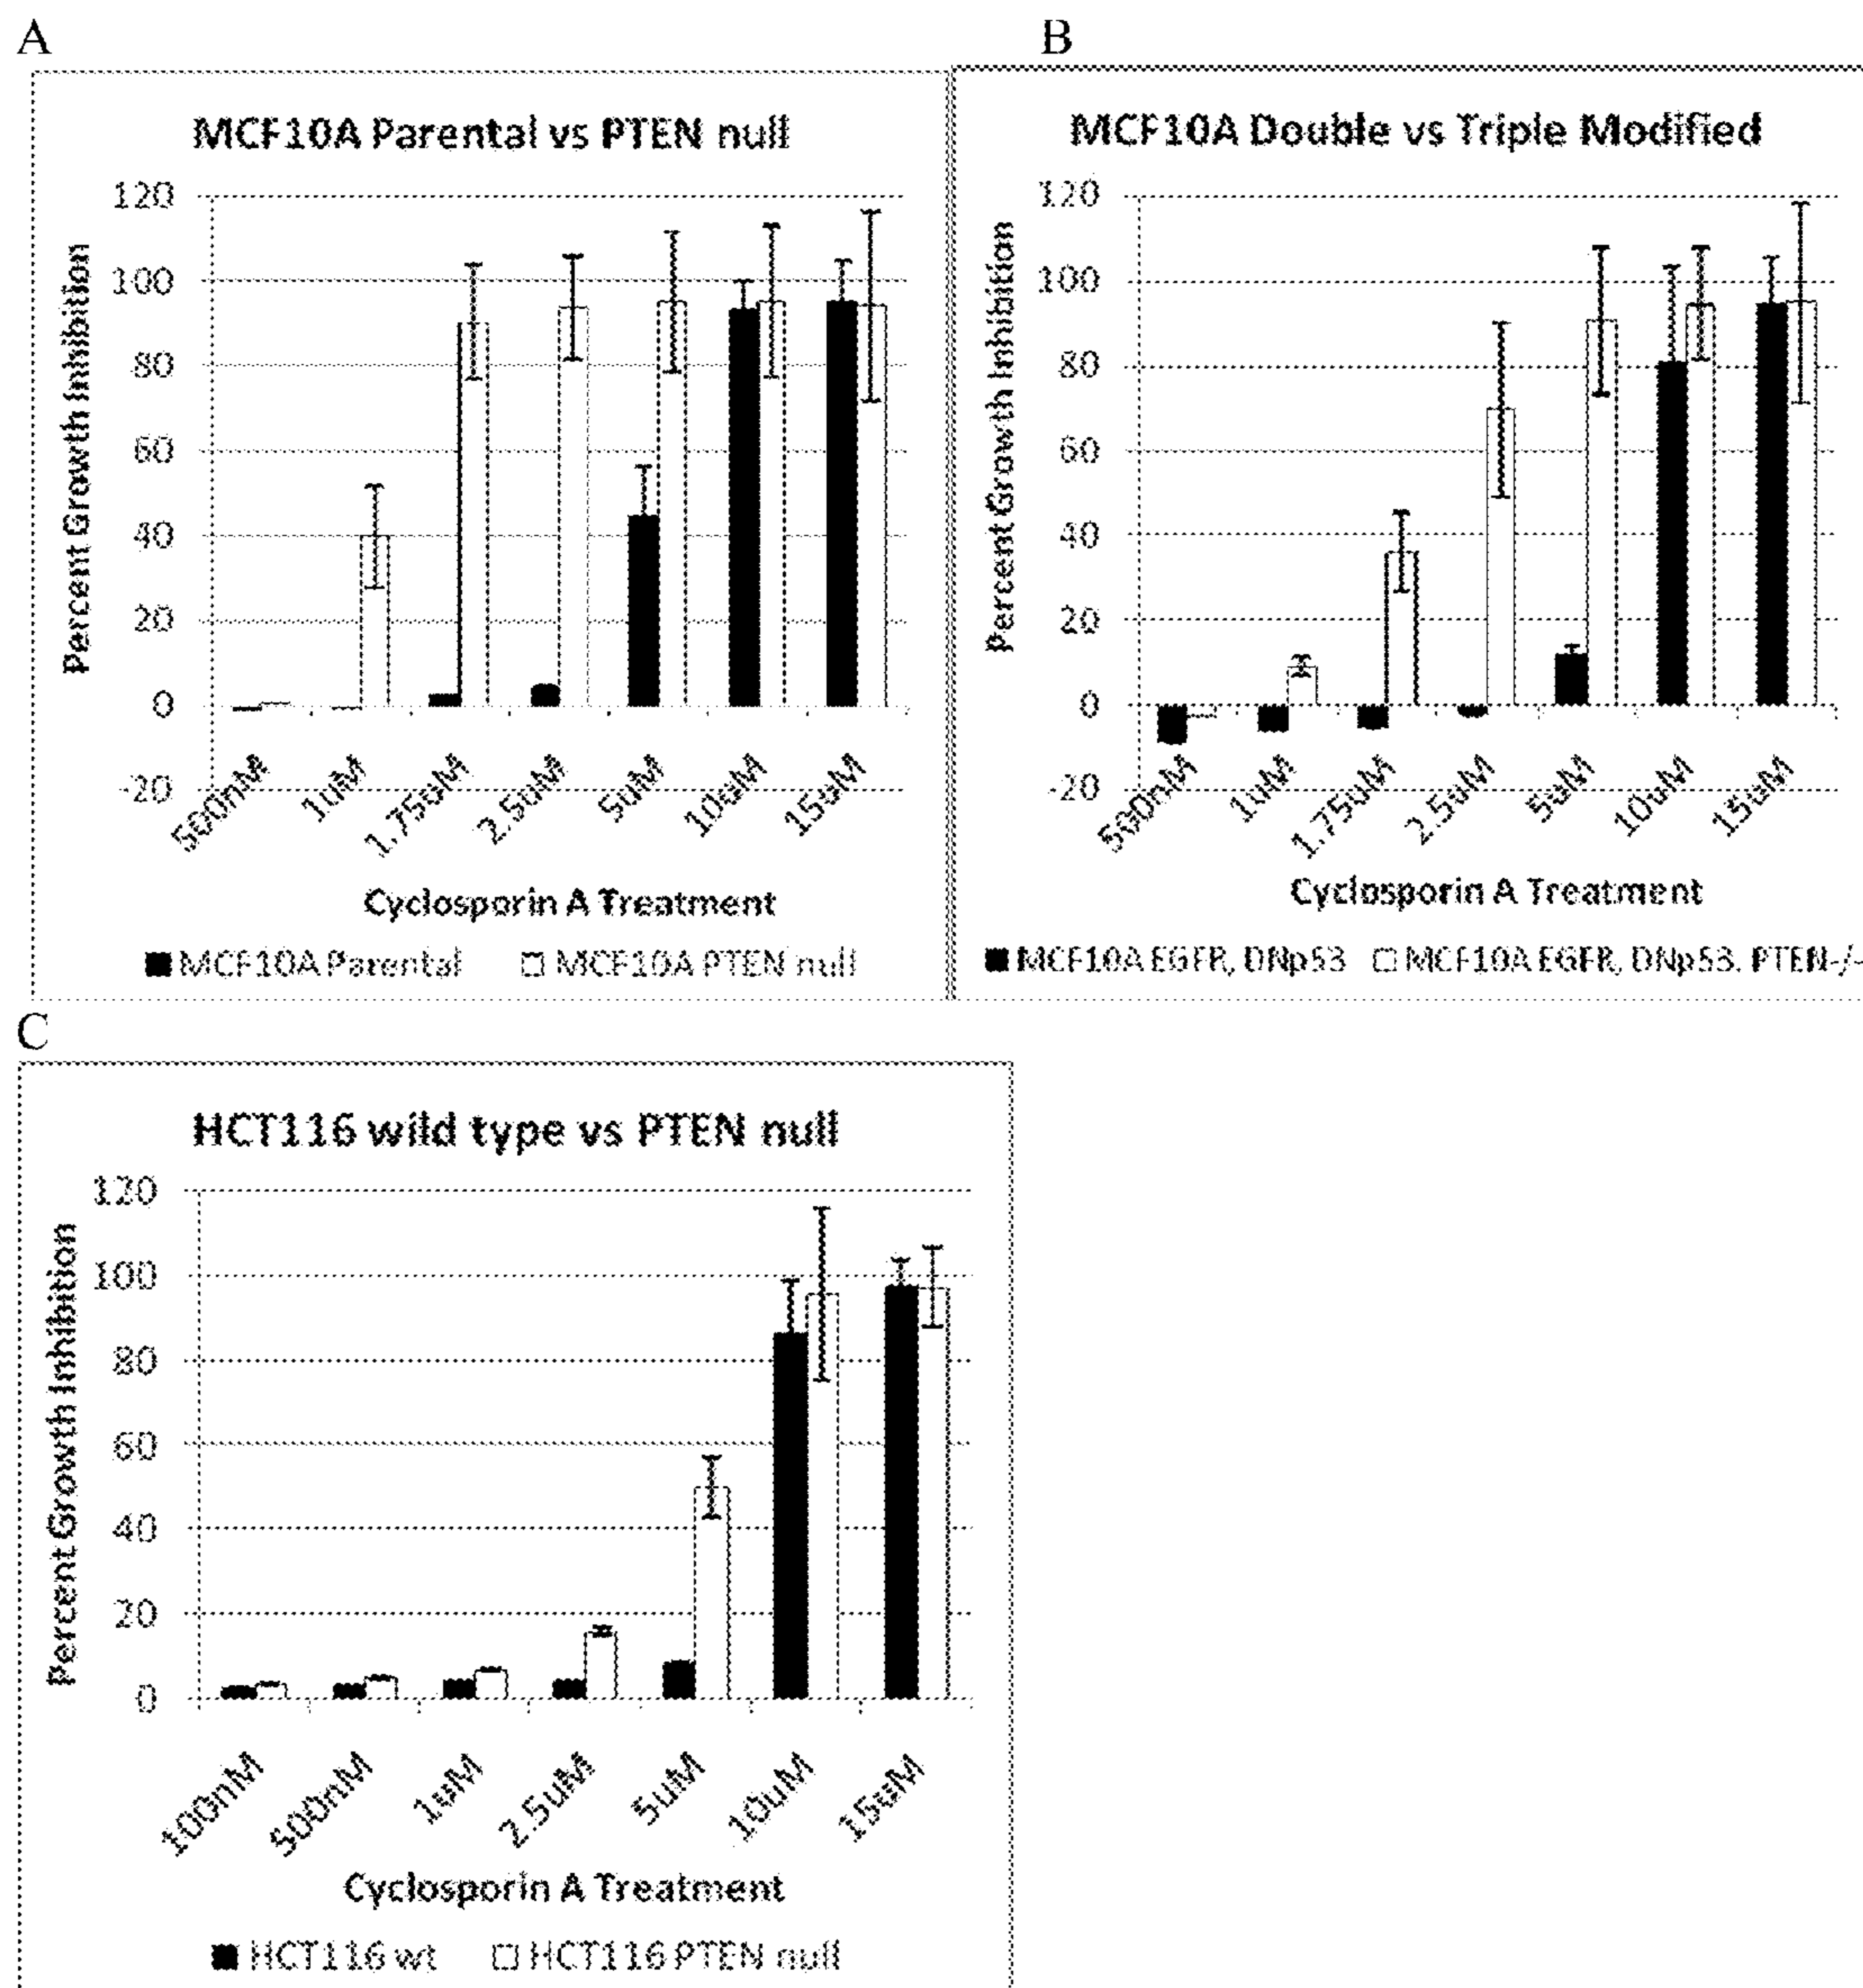 A
MCF10A Parental vs PTEN null
Percent Growth Inhibition
120
100
80
60
40
20
0
-20
500nM
1uM
1.75uM
2.5uM
5uM
10uM
15uM
Cyclosporin A Treatment
MCF10A Parental
MCF10A PTEN null
B
MCF10A Double vs Triple Modified
Percent Growth Inhibition
120
100
80
60
40
20
0
-20
500nM
1uM
1.75uM
2.5uM
5uM
10uM
15uM
Cyclosporin A Treatment
MCF10A EGFR, DNp53
MCF10A EGFR, DNp53. PTEN-/-
C
HCT116 wild type vs PTEN null
Percent Growth Inhibition
120
100
80
60
40
20
0
100nM
500nM
1uM
2.5uM
5uM
10uM
15uM
Cyclosporin A Treatment
HCT116 wt
HCT116 PTEN null